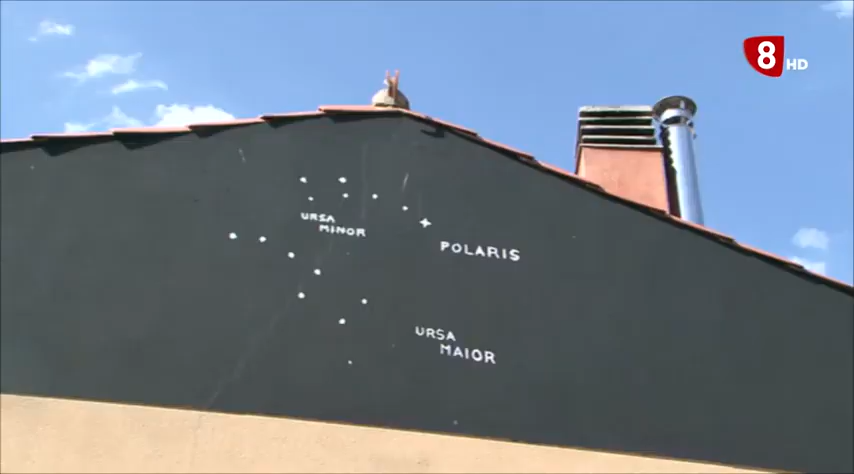 8 HD
URSA
MINOR
POLARIS
URSA
MAIOR